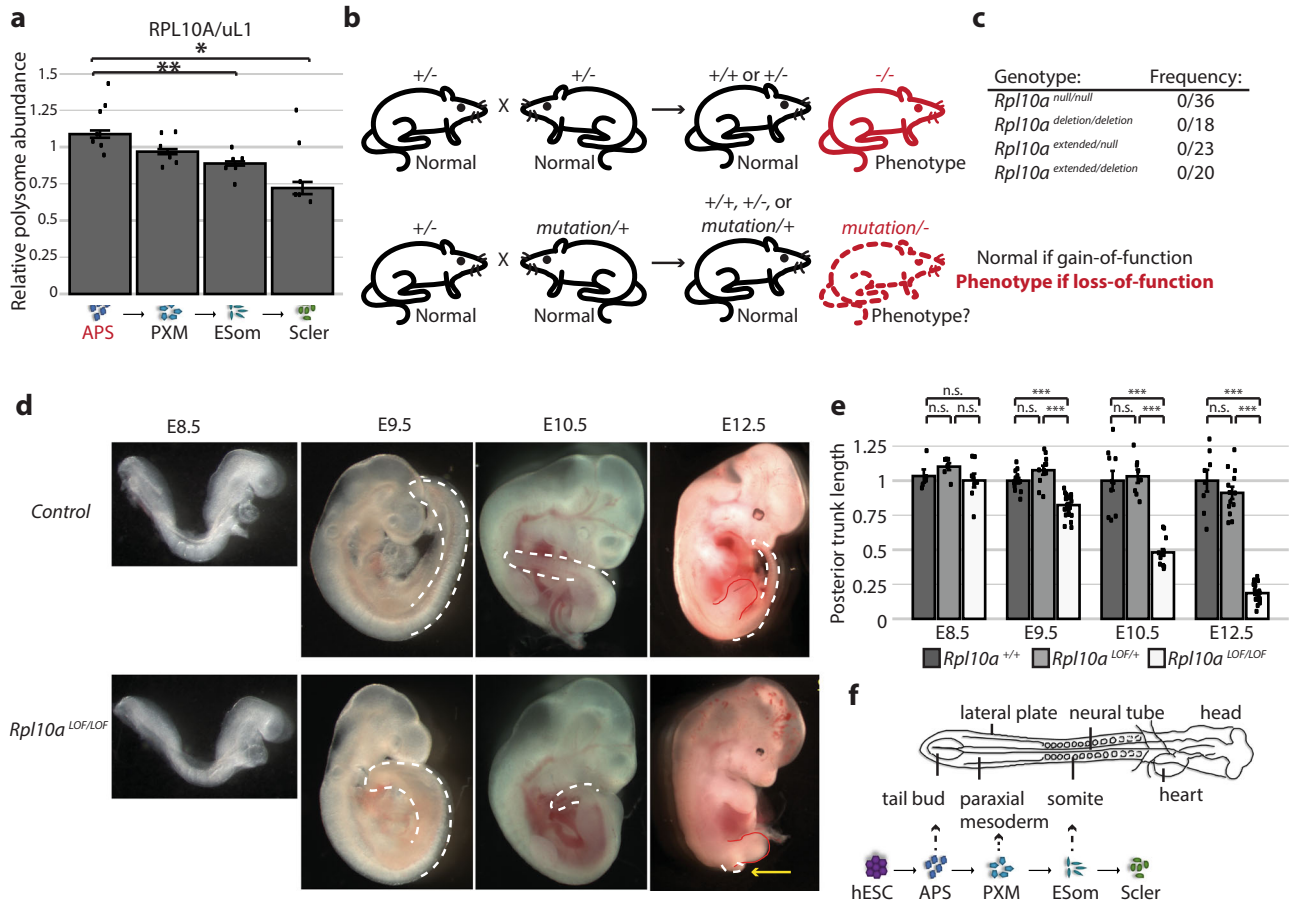 a
RPL10A/uL1
*
**
Relative polysome abundance
1.5
1.25
1
0.75
0.5
0.25
0
APS
PXM
ESom
Scler
b
+/-
X
+/-
+/+ or +/-
-/-
Normal
Normal
Normal
Phenotype
+/-
X
mutation/+
+/+, +/-, or
mutation/+
mutation/-
Normal
Normal
Normal
Phenotype?
Normal if gain-of-function
Phenotype if loss-of-function
c
Genotype: Frequency:
Rpl10a null/null 0/36
Rpl10a deletion/deletion 0/18
Rpl10a extended/null 0/23
Rpl10a extended/deletion 0/20
d
E8.5 E9.5 E10.5 E12.5
Control
Rpl10a LOF/LOF
e
n.s. *** *** ***
n.s. n.s. n.s. *** n.s. *** n.s. ***
Posterior trunk length
1.25
1
0.75
0.5
0.25
0
E8.5 E9.5 E10.5 E12.5
Rpl10a +/+ Rpl10a LOF/+ Rpl10a LOF/LOF
f
lateral plate neural tube head
tail bud paraxial mesoderm somite heart
hESC APS PXM ESom Scler